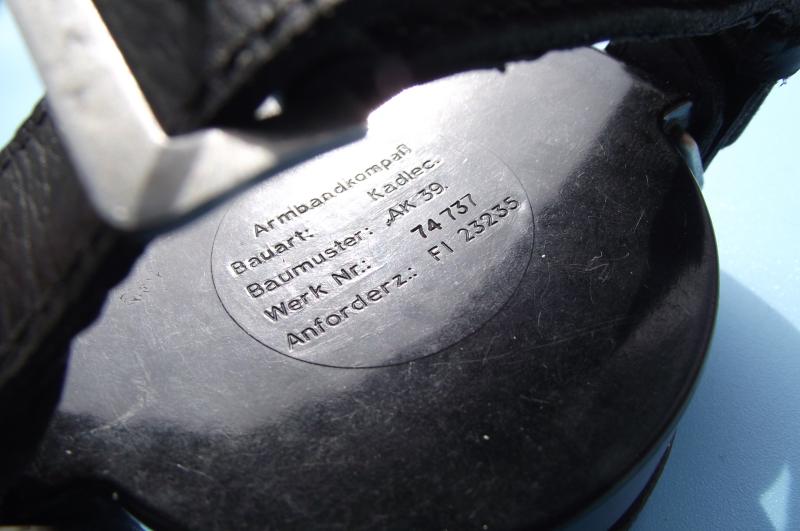 Armbandkompaß
Bauart: Kadlec.
Baumuster: AK 39.
Werk Nr.: 74 737
Anforderz.: Fl 23235